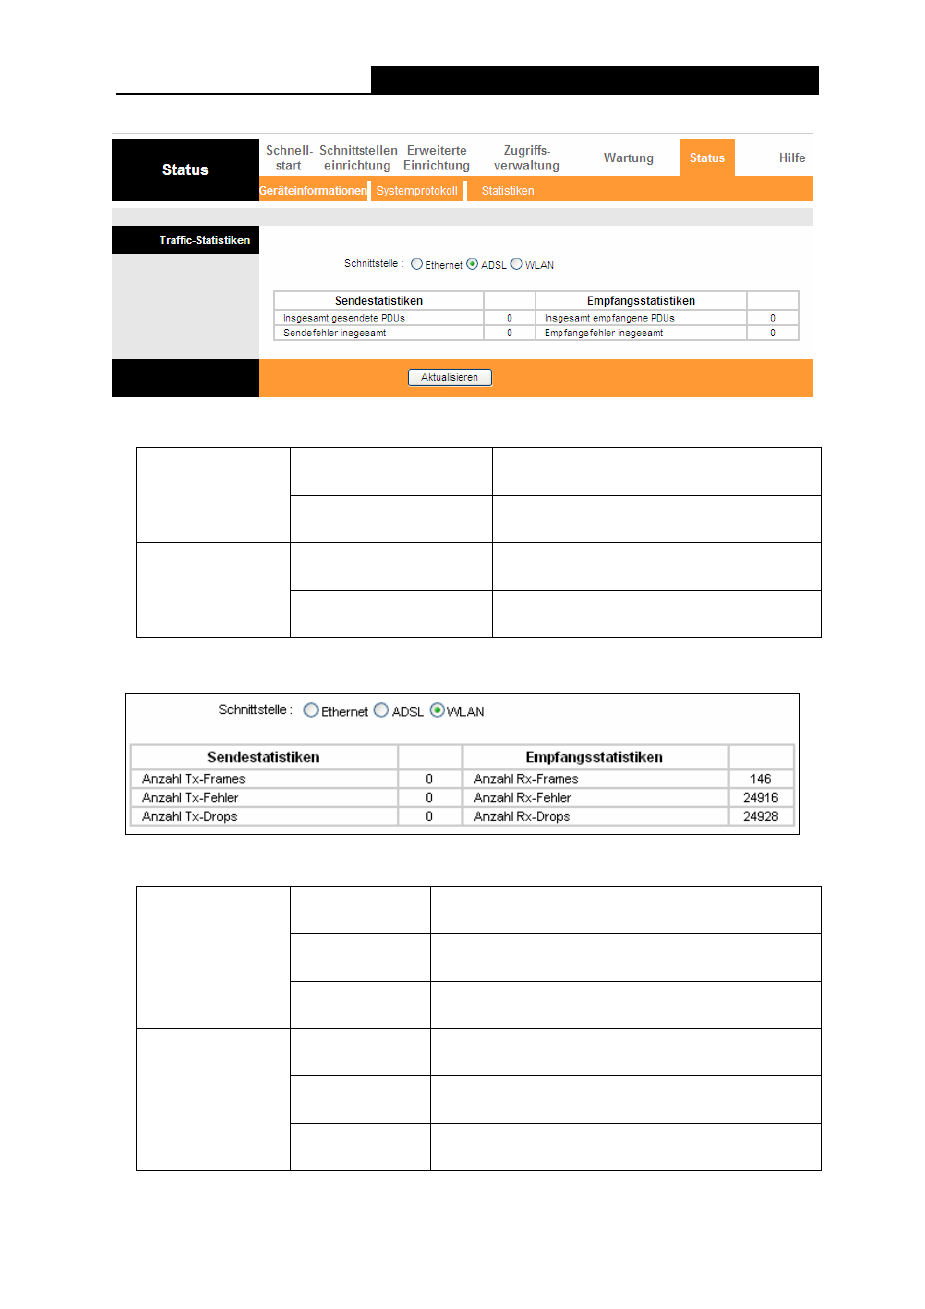 Status
Schnell-start Schnittstellen einrichtung Erweiterte Einrichtung Zugriffs-verwaltung Wartung Status Hilfe
Geräteinformationen Systemprotokoll Statistiken
Traffic-Statistiken
Schnittstelle : Ethernet ADSL WLAN
Sendestatistiken Empfangsstatistiken
Insgesamt gesendete PDUs 0 Insgesamt empfangene PDUs 0
Sendefehler insgesamt 0 Empfangsfehler insgesamt 0
Aktualisieren
Schnittstelle : Ethernet ADSL WLAN
Sendestatistiken Empfangsstatistiken
Anzahl Tx-Frames 0 Anzahl Rx-Frames 146
Anzahl Tx-Fehler 0 Anzahl Rx-Fehler 24916
Anzahl Tx-Drops 0 Anzahl Rx-Drops 24928